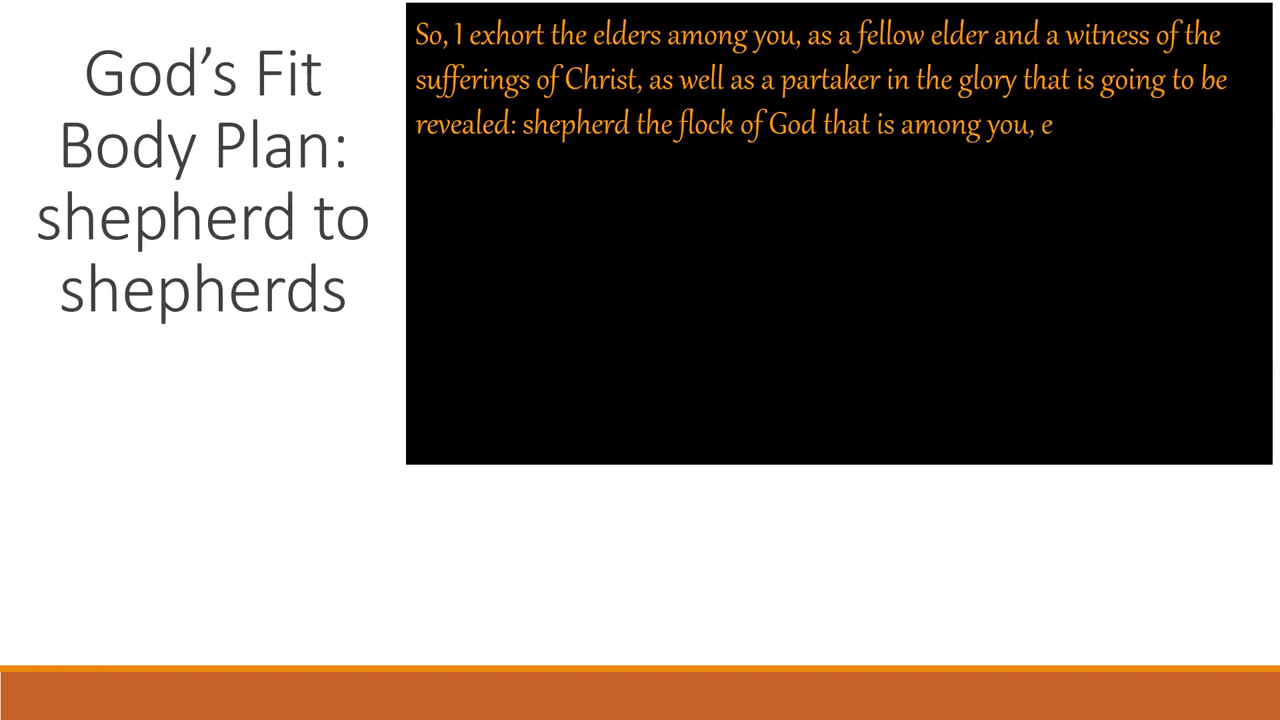 God’s Fit
Body Plan:
shepherd to
shepherds
So, I exhort the elders among you, as a fellow elder and a witness of the
sufferings of Christ, as well as a partaker in the glory that is going to be
revealed: shepherd the flock of God that is among you, e